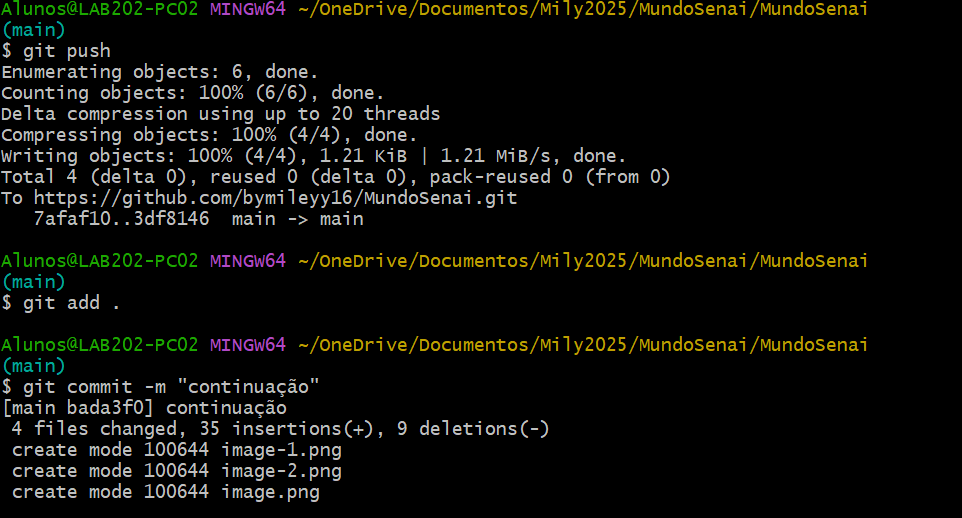 Alunos@LAB202-PC02 MINGW64 ~/OneDrive/Documentos/Mily2025/MundoSenai/MundoSenai
(main)
$ git push
Enumerating objects: 6, done.
Counting objects: 100% (6/6), done.
Delta compression using up to 20 threads
Compressing objects: 100% (4/4), done.
Writing objects: 100% (4/4), 1.21 KiB | 1.21 MiB/s, done.
Total 4 (delta 0), reused 0 (delta 0), pack-reused 0 (from 0)
To https://github.com/bymileyy16/MundoSenai.git
   7afaf10..3df8146  main -> main

Alunos@LAB202-PC02 MINGW64 ~/OneDrive/Documentos/Mily2025/MundoSenai/MundoSenai
(main)
$ git add .

Alunos@LAB202-PC02 MINGW64 ~/OneDrive/Documentos/Mily2025/MundoSenai/MundoSenai
(main)
$ git commit -m "continuação"
[main bada3f0] continuação
 4 files changed, 35 insertions(+), 9 deletions(-)
 create mode 100644 image-1.png
 create mode 100644 image-2.png
 create mode 100644 image.png